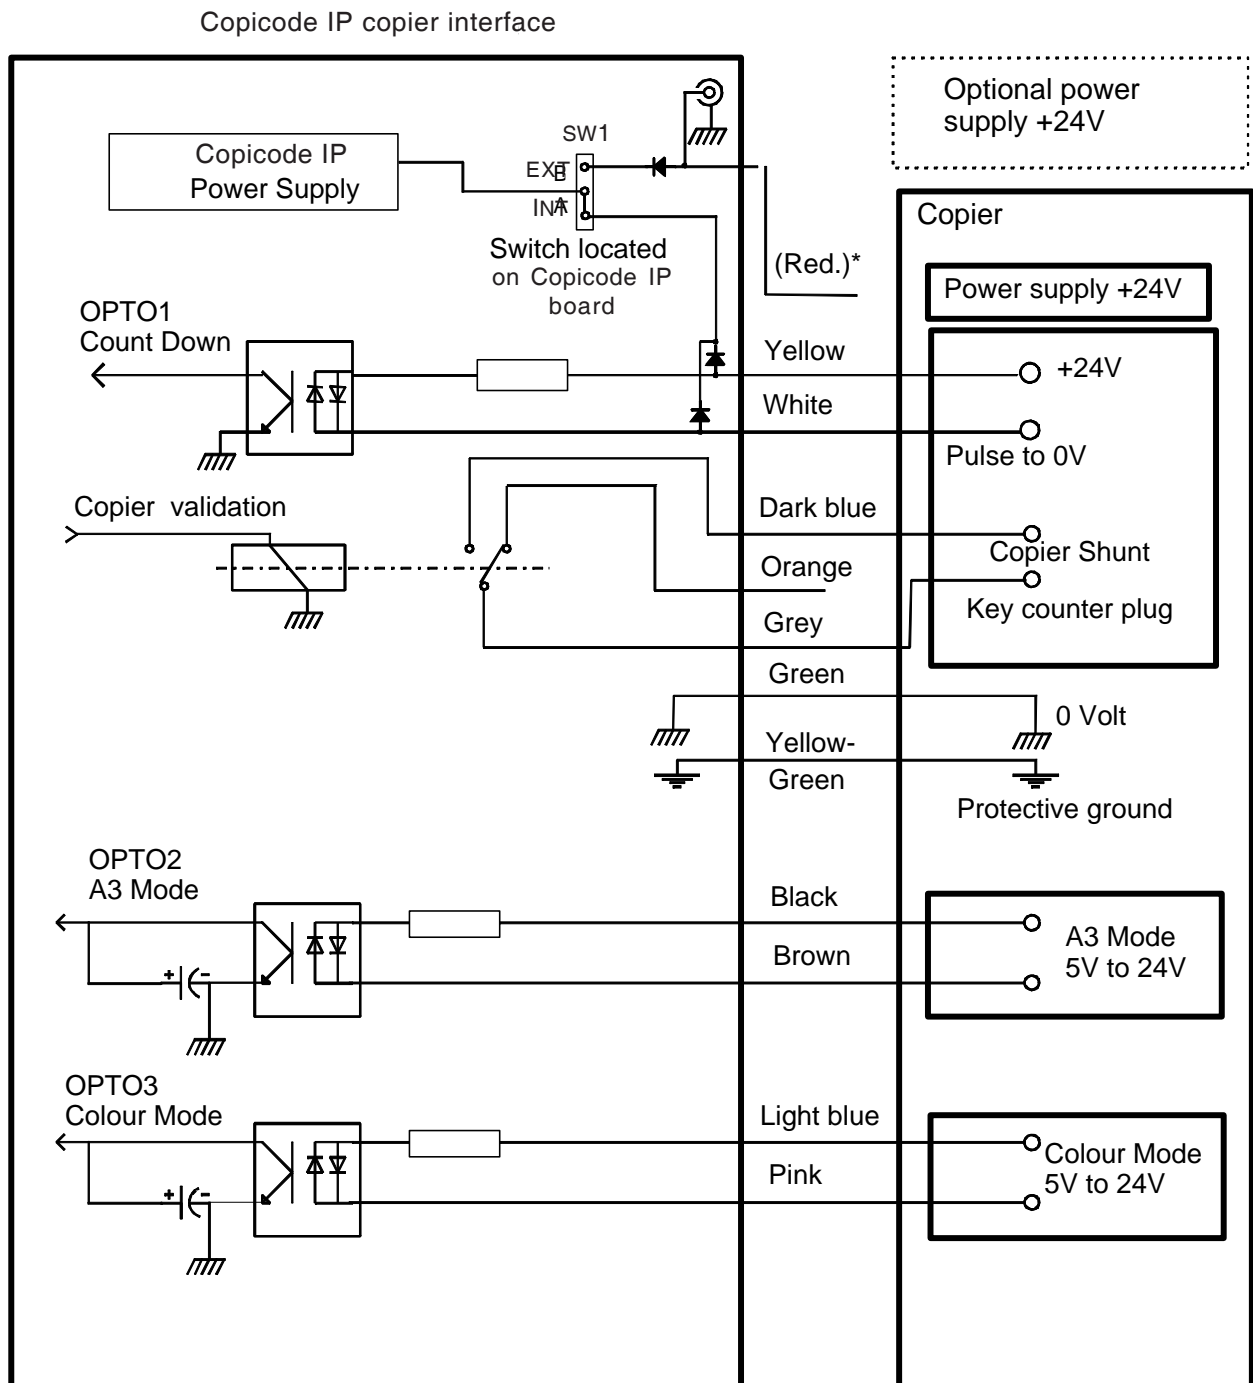 Copicode IP copier interface
Optional power
supply +24V
SW1
Copicode IP
Power Supply
EXT
B
INT
A
Switch located
on Copicode IP
board
Copier
(Red.)*
Power supply +24V
OPTO1
Count Down
Yellow
+24V
White
Pulse to 0V
Copier validation
Dark blue
Copier Shunt
Orange
Grey
Key counter plug
Green
0 Volt
Yellow-
Green
Protective ground
OPTO2
A3 Mode
Black
Brown
A3 Mode
5V to 24V
+ -
OPTO3
Colour Mode
Light blue
Pink
Colour Mode
5V to 24V
+ -